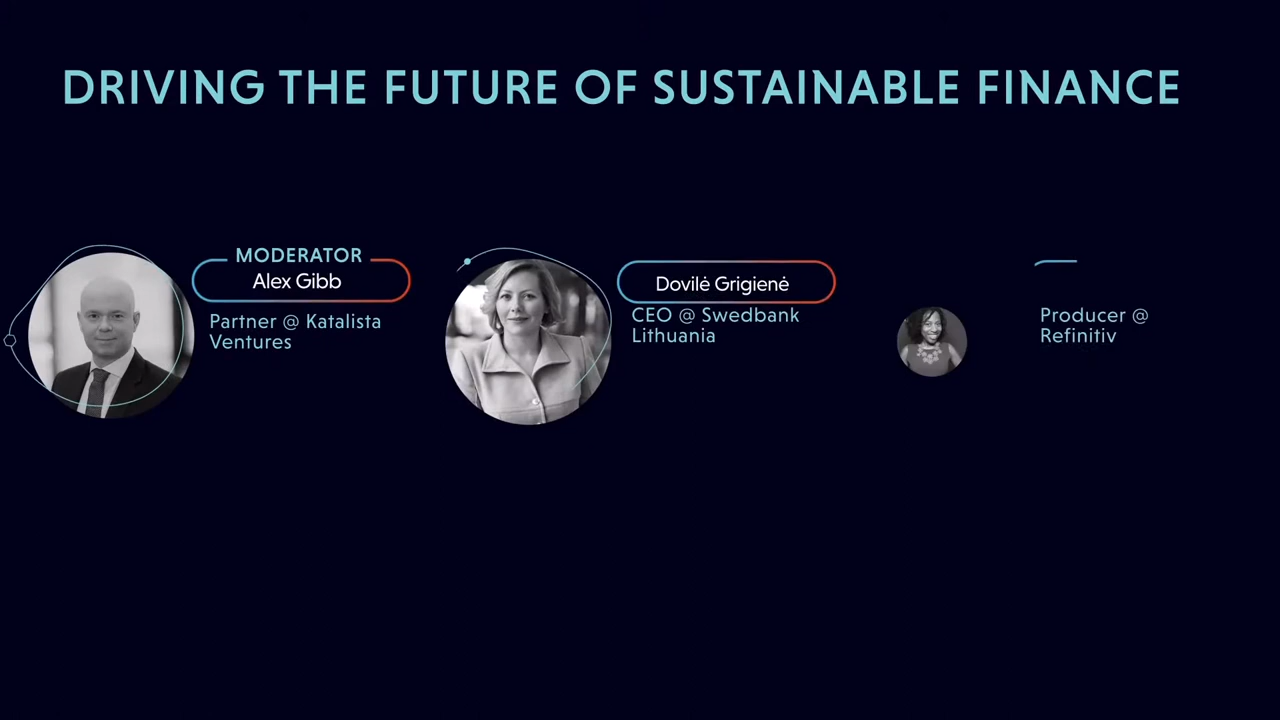 DRIVING THE FUTURE OF SUSTAINABLE FINANCE
MODERATOR
Alex Gibb
Partner @ Katalista
Ventures
Dovilė Grigienė
CEO @ Swedbank
Lithuania
Producer @
Refinitiv